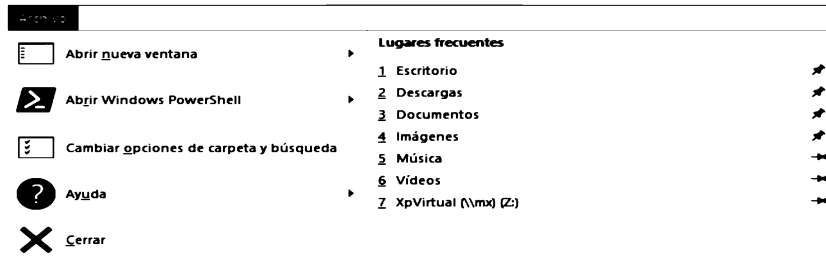 Archivo
Abrir nueva ventana
Abrir Windows PowerShell
Cambiar opciones de carpeta y búsqueda
Ayuda
Cerrar
Lugares frecuentes
1 Escritorio
2 Descargas
3 Documentos
4 Imágenes
5 Música
6 Vídeos
7 XpVirtual (\\mx) (Z:)